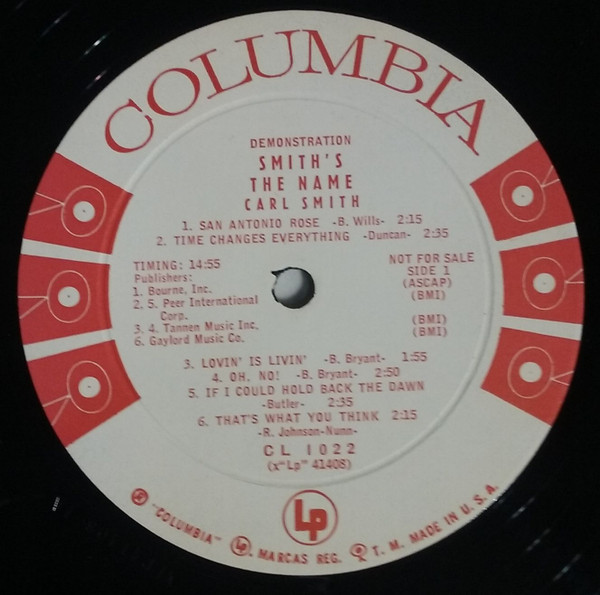 COLUMBIA
DEMONSTRATION
SMITH'S
THE NAME
CARL SMITH
1. SAN ANTONIO ROSE -B. Wills- 2:15
2. TIME CHANGES EVERYTHING -Duncan- 2:35
TIMING: 14:55
Publishers:
1. Bourne, Inc.
2. 5. Peer International
Corp.
3. 4. Tannen Music Inc.
6. Gaylord Music Co.
NOT FOR SALE
SIDE 1
(ASCAP)
(BMI)
(BMI)
(BMI)
3. LOVIN' IS LIVIN' -B. Bryant- 1:55
4. OH, NO! -B. Bryant- 2:50
5. IF I COULD HOLD BACK THE DAWN
-Butler- 2:35
6. THAT'S WHAT YOU THINK 2:15
-R. Johnson-Nunn-
CL 1022
(x"Lp" 41408)
Lp
"COLUMBIA" Lp MARCAS REG. T. M. MADE IN U.S.A.